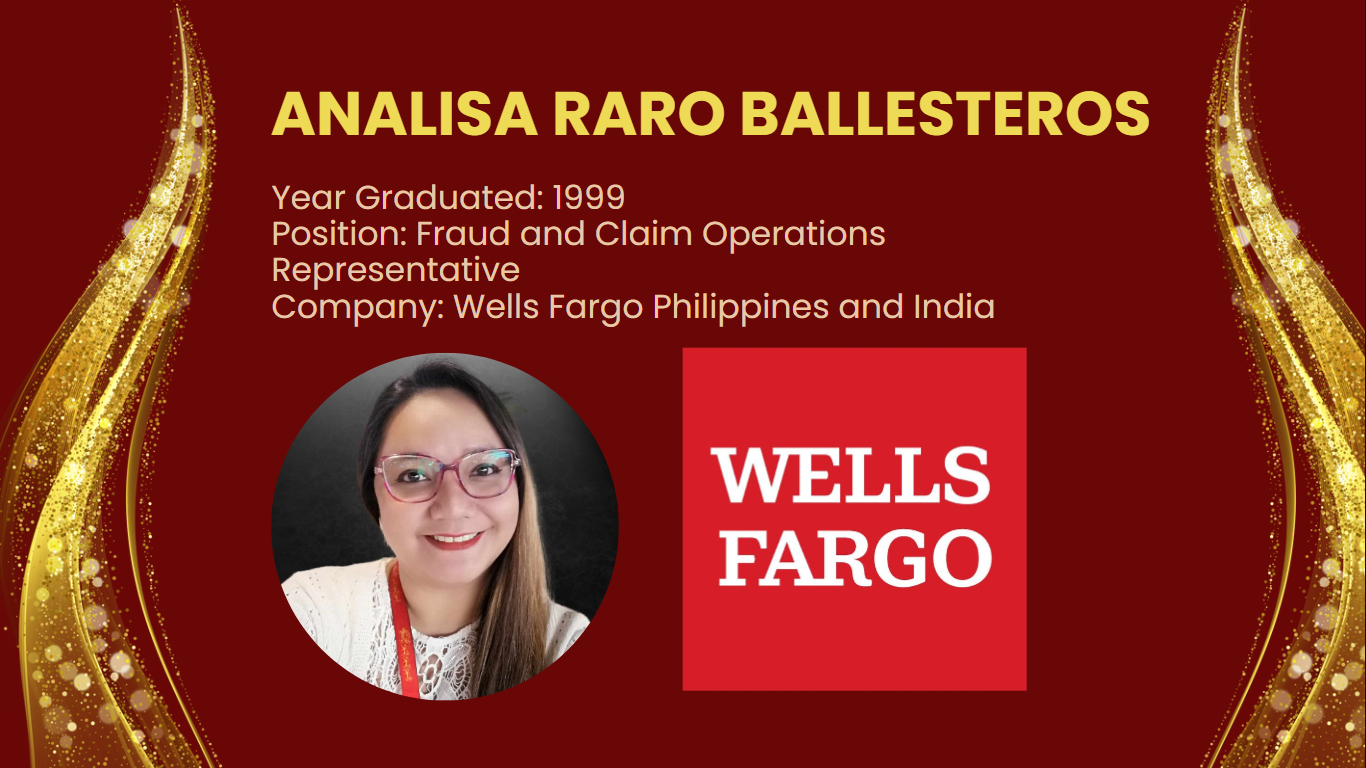 ANALISA RARO BALLESTEROS
Year Graduated: 1999
Position: Fraud and Claim Operations
Representative
Company: Wells Fargo Philippines and India
WELLS
FARGO